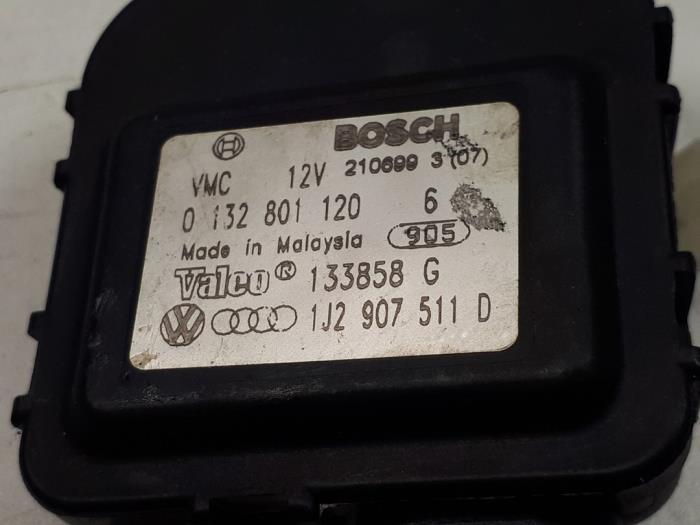 BOSCH
VMC 12V 210699 3 (07)
0 132 801 120 6
Made in Malaysia 905
Valeo® 133858 G
VW 1J2 907 511 D